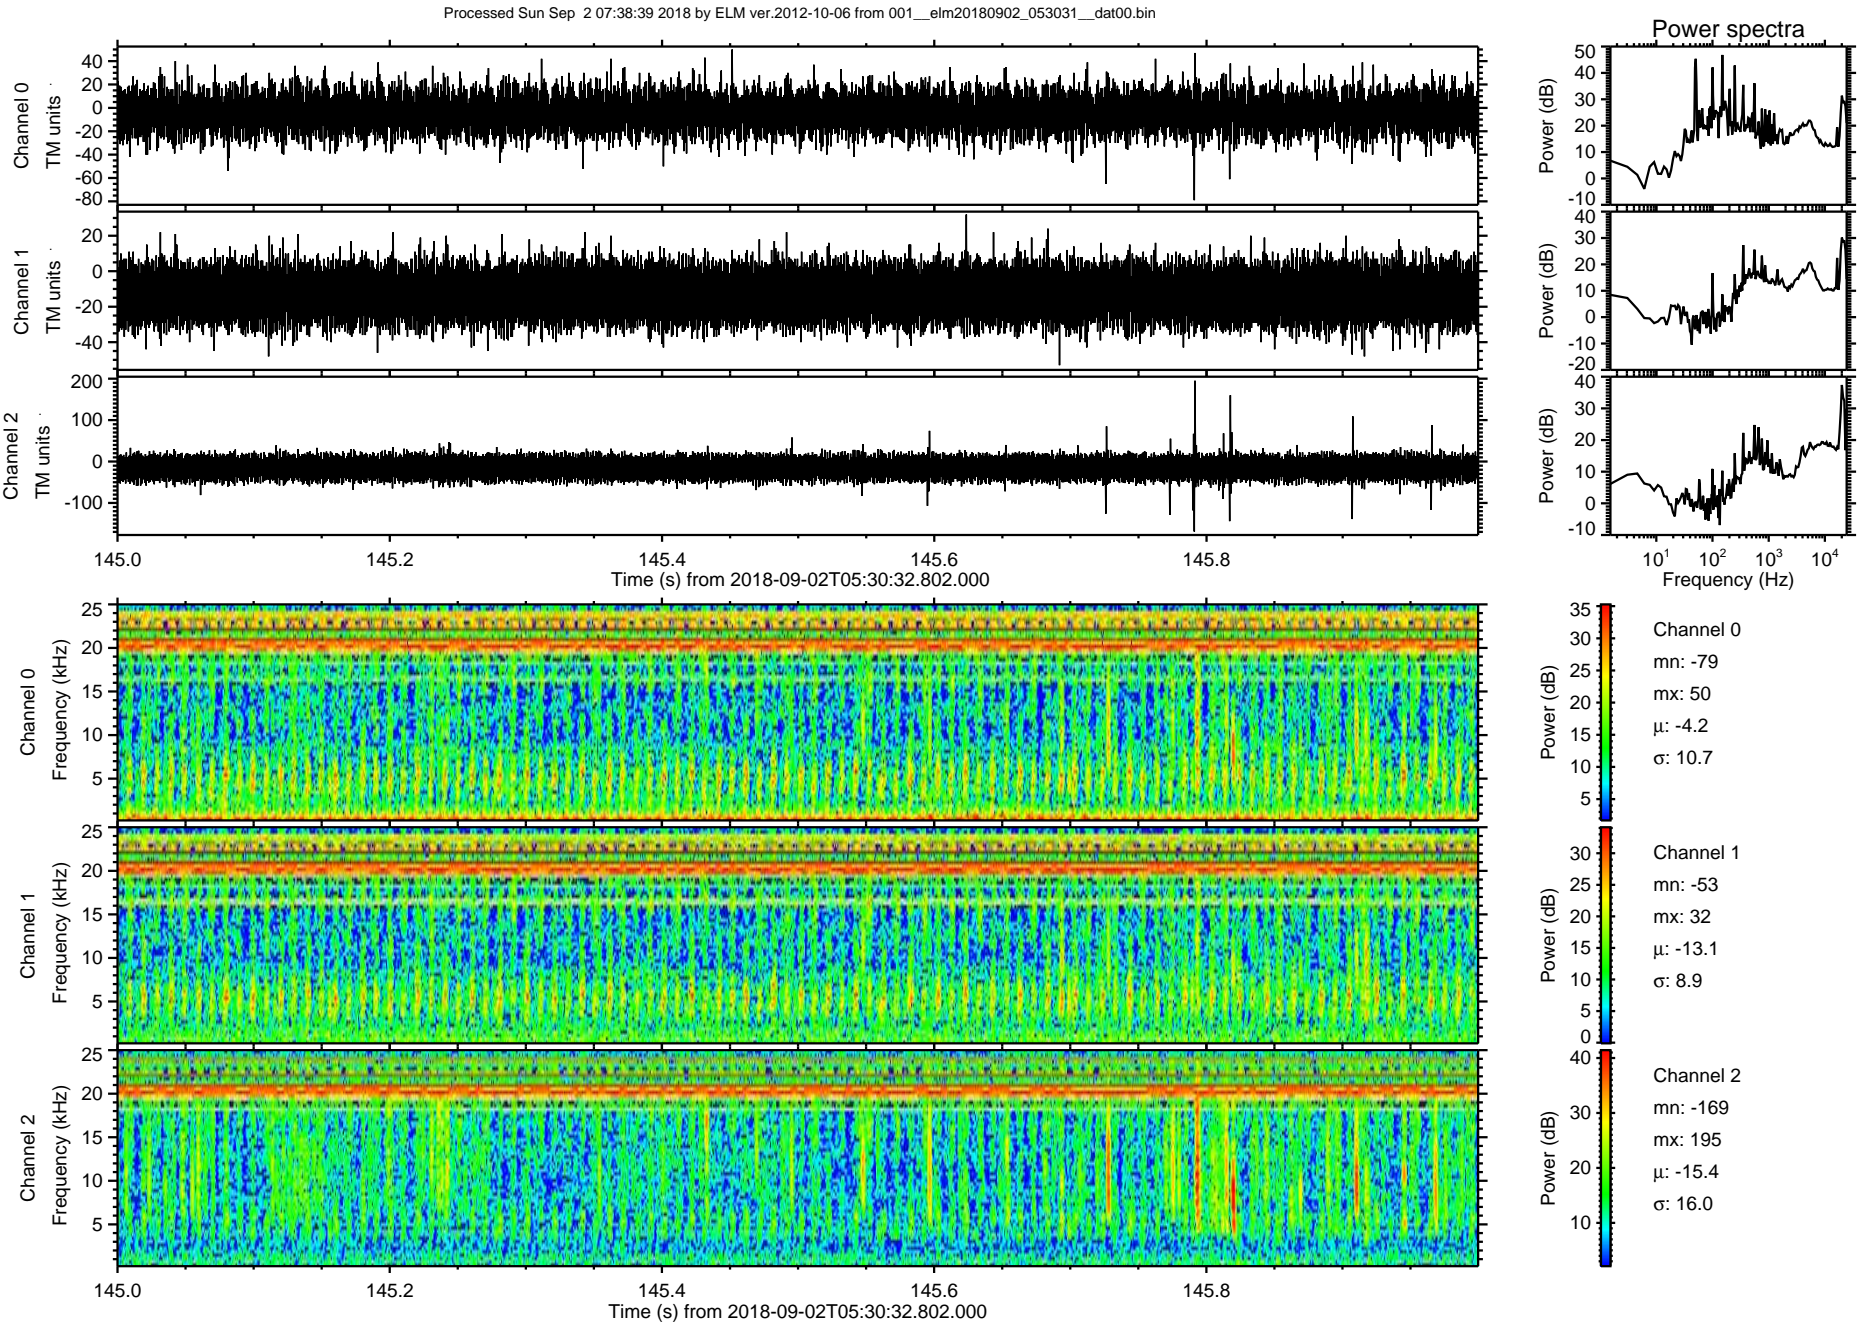 Processed Sun Sep  2 07:38:39 2018 by ELM ver.2012-10-06 from 001__elm20180902_053031__dat00.bin
Power spectra
Channel 0
TM units
40
20
0
-20
-40
-60
-80
Power (dB)
50
40
30
20
10
0
-10
Channel 1
TM units
20
0
-20
-40
Power (dB)
40
30
20
10
0
-10
-20
Channel 2
TM units
200
100
0
-100
Power (dB)
40
30
20
10
0
-10
145.0 145.2 145.4 145.6 145.8
Time (s) from 2018-09-02T05:30:32.802.000
10^1 10^2 10^3 10^4
Frequency (Hz)
Channel 0
Frequency (kHz)
25
20
15
10
5
Power (dB)
35
30
25
20
15
10
5
Channel 0
mn: -79
mx: 50
μ: -4.2
σ: 10.7
Channel 1
Frequency (kHz)
25
20
15
10
5
Power (dB)
30
25
20
15
10
5
0
Channel 1
mn: -53
mx: 32
μ: -13.1
σ: 8.9
Channel 2
Frequency (kHz)
25
20
15
10
5
Power (dB)
40
30
20
10
Channel 2
mn: -169
mx: 195
μ: -15.4
σ: 16.0
145.0 145.2 145.4 145.6 145.8
Time (s) from 2018-09-02T05:30:32.802.000